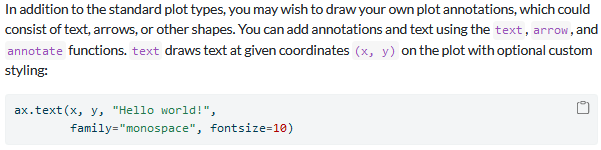 In addition to the standard plot types, you may wish to draw your own plot annotations, which could
consist of text, arrows, or other shapes. You can add annotations and text using the text, arrow, and
annotate functions. text draws text at given coordinates (x, y) on the plot with optional custom
styling:
ax.text(x, y, "Hello world!",
        family="monospace", fontsize=10)